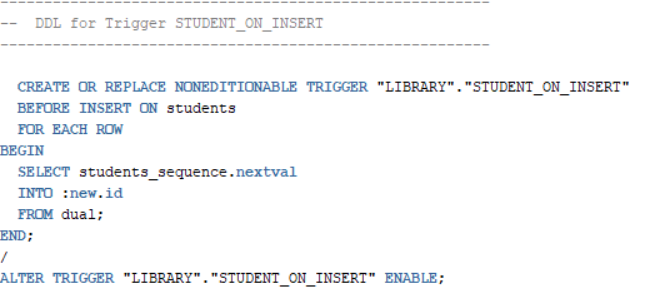 --------------------------------------------------------
--  DDL for Trigger STUDENT_ON_INSERT
--------------------------------------------------------
  CREATE OR REPLACE NONEDITIONABLE TRIGGER "LIBRARY"."STUDENT_ON_INSERT"
  BEFORE INSERT ON students
  FOR EACH ROW
BEGIN
  SELECT students_sequence.nextval
  INTO :new.id
  FROM dual;
END;
/
ALTER TRIGGER "LIBRARY"."STUDENT_ON_INSERT" ENABLE;